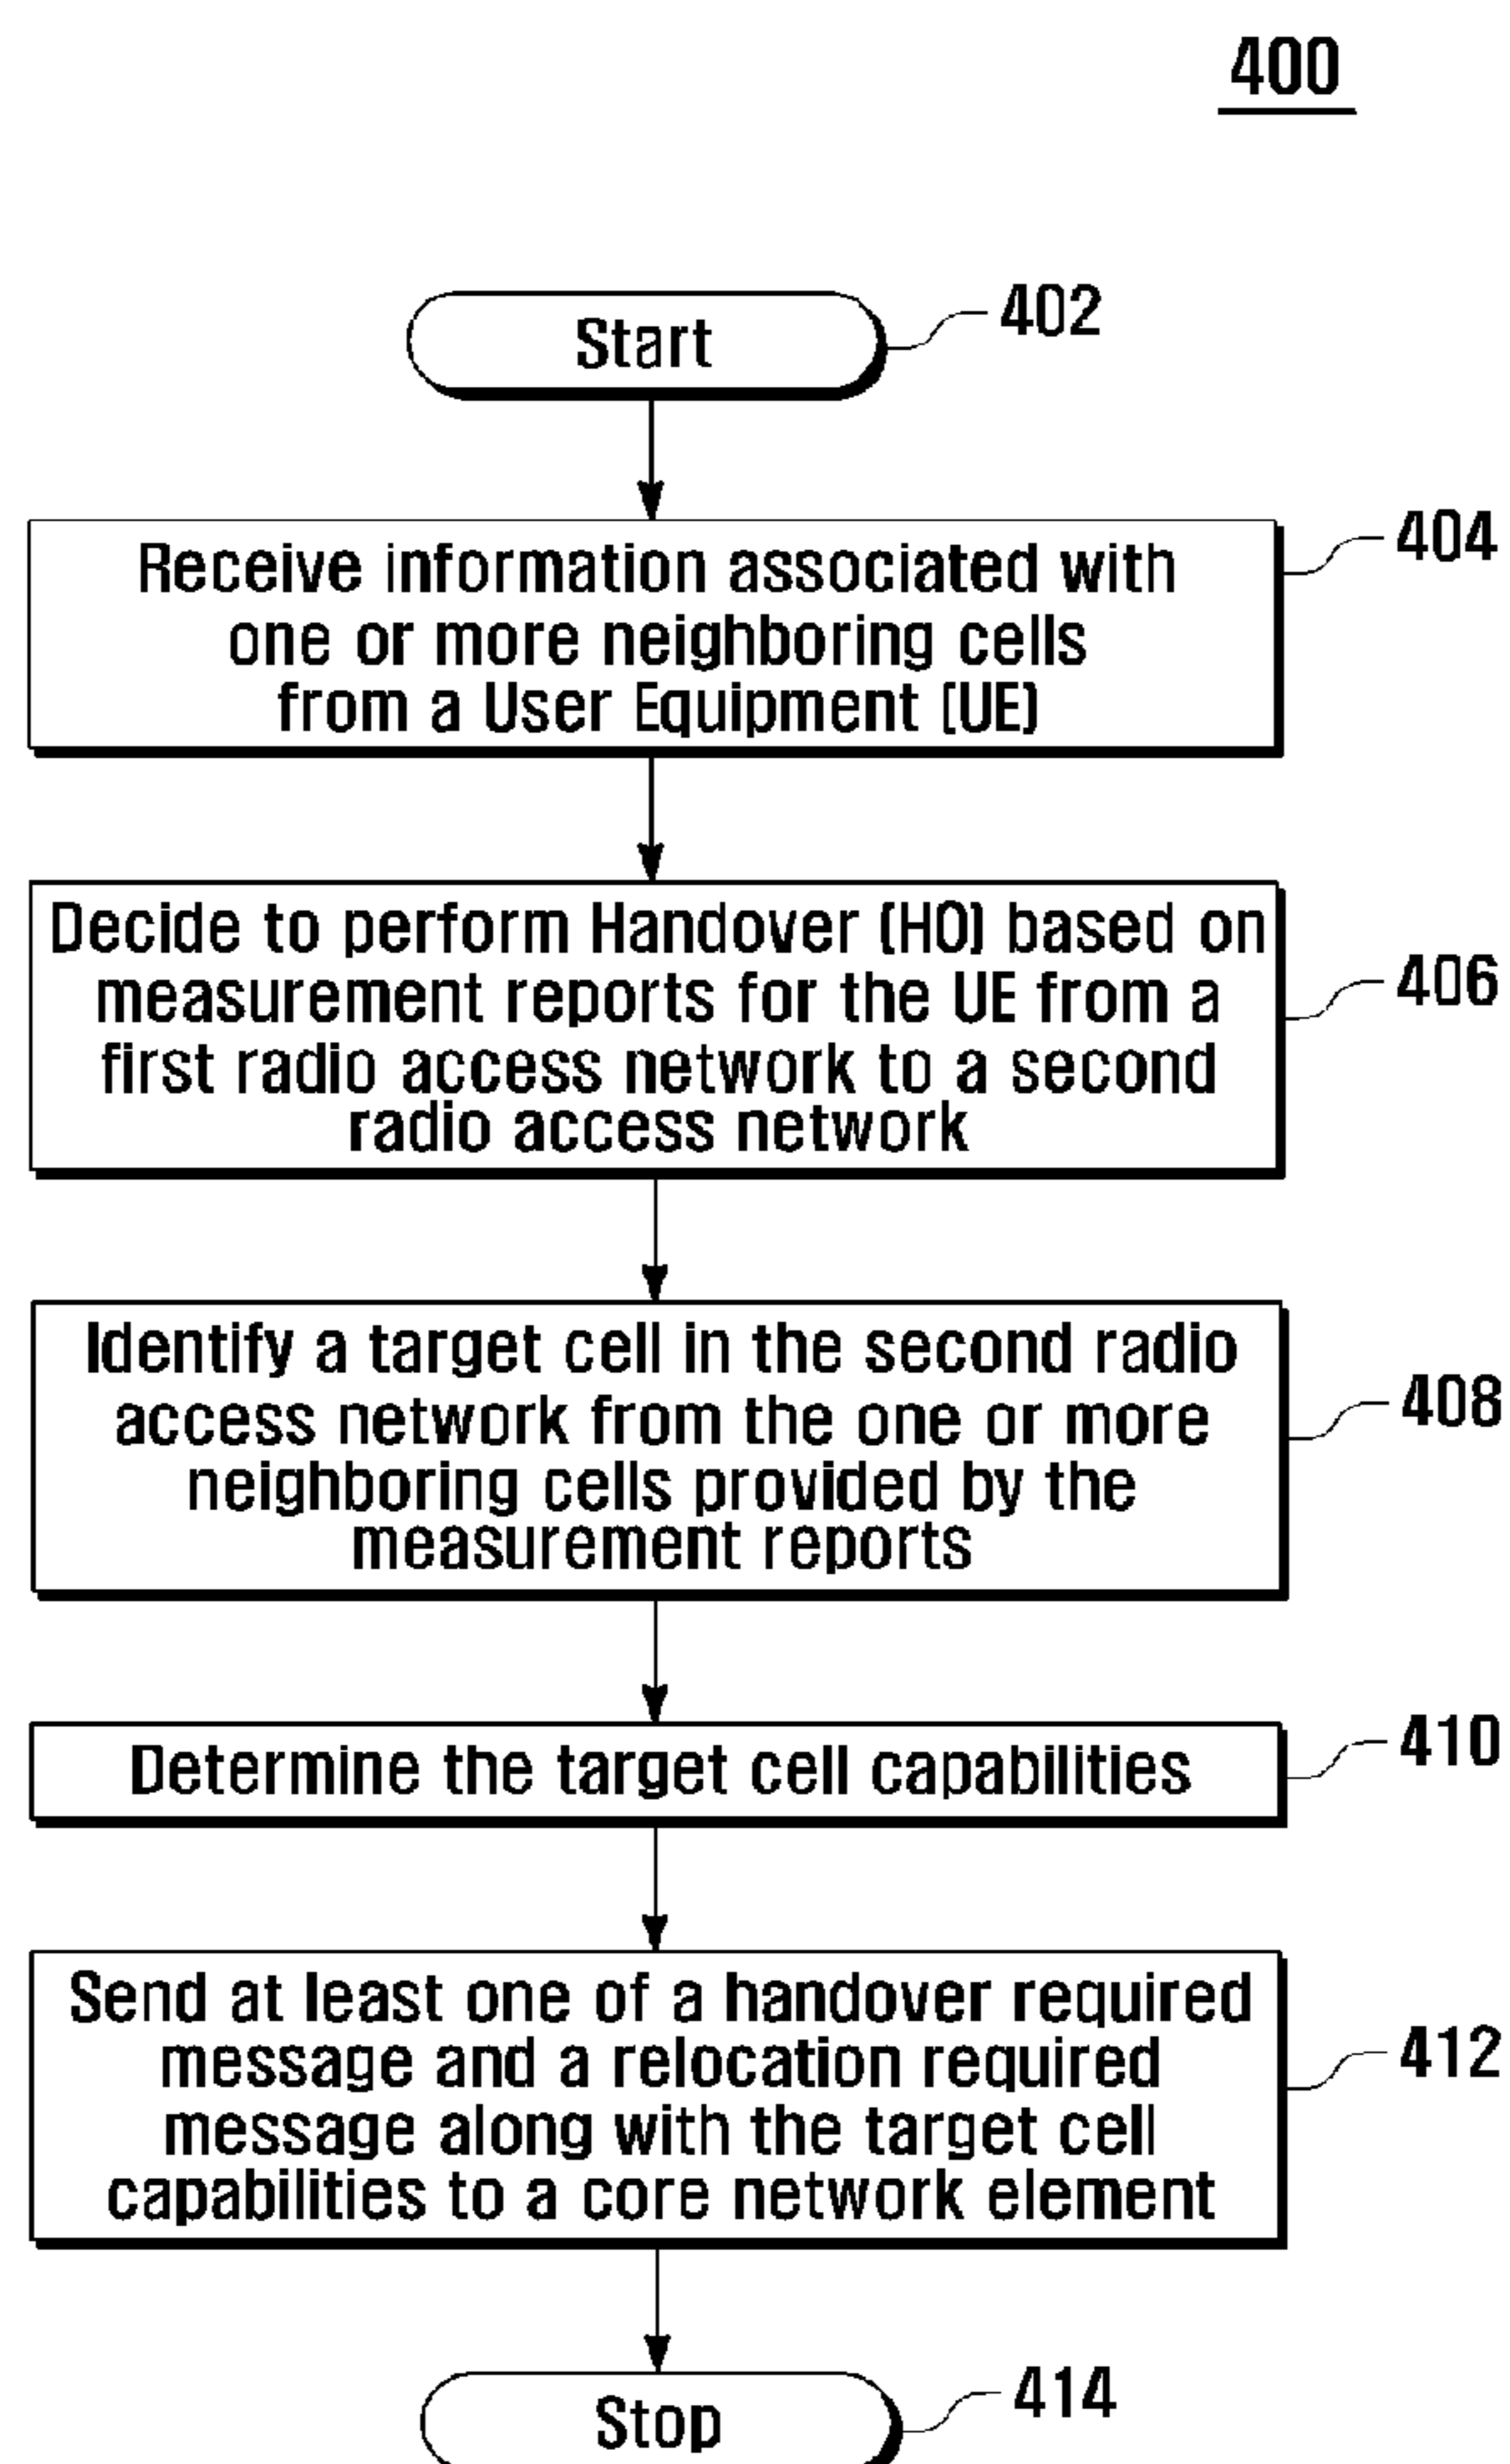 400
Start
402
Receive information associated with
one or more neighboring cells
from a User Equipment (UE)
404
Decide to perform Handover (HO) based on
measurement reports for the UE from a
first radio access network to a second
radio access network
406
Identify a target cell in the second radio
access network from the one or more
neighboring cells provided by the
measurement reports
408
Determine the target cell capabilities
410
Send at least one of a handover required
message and a relocation required
message along with the target cell
capabilities to a core network element
412
Stop
414